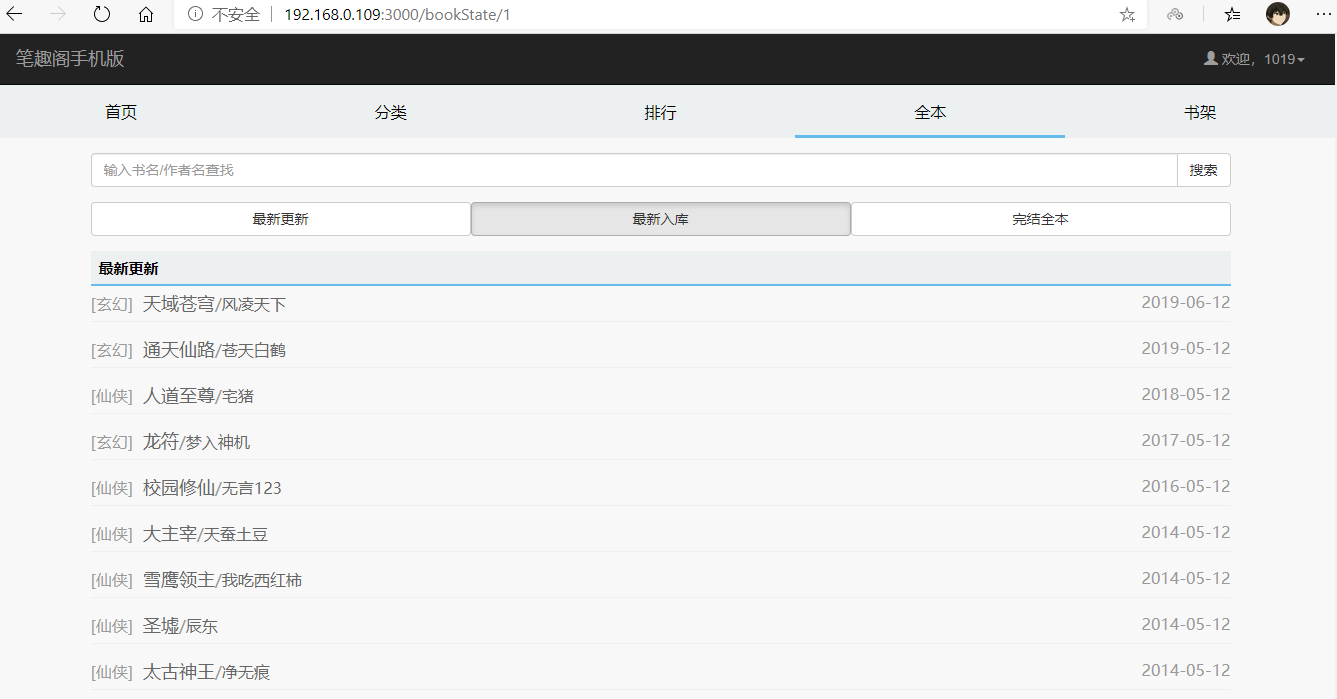 不安全 192.168.0.109:3000/bookState/1
笔趣阁手机版 欢迎，1019
首页 分类 排行 全本 书架
输入书名/作者名查找 搜索
最新更新 最新入库 完结全本
最新更新
[玄幻] 天域苍穹/风凌天下 2019-06-12
[玄幻] 通天仙路/苍天白鹤 2019-05-12
[仙侠] 人道至尊/宅猪 2018-05-12
[玄幻] 龙符/梦入神机 2017-05-12
[仙侠] 校园修仙/无言123 2016-05-12
[仙侠] 大主宰/天蚕土豆 2014-05-12
[仙侠] 雪鹰领主/我吃西红柿 2014-05-12
[仙侠] 圣墟/辰东 2014-05-12
[仙侠] 太古神王/净无痕 2014-05-12